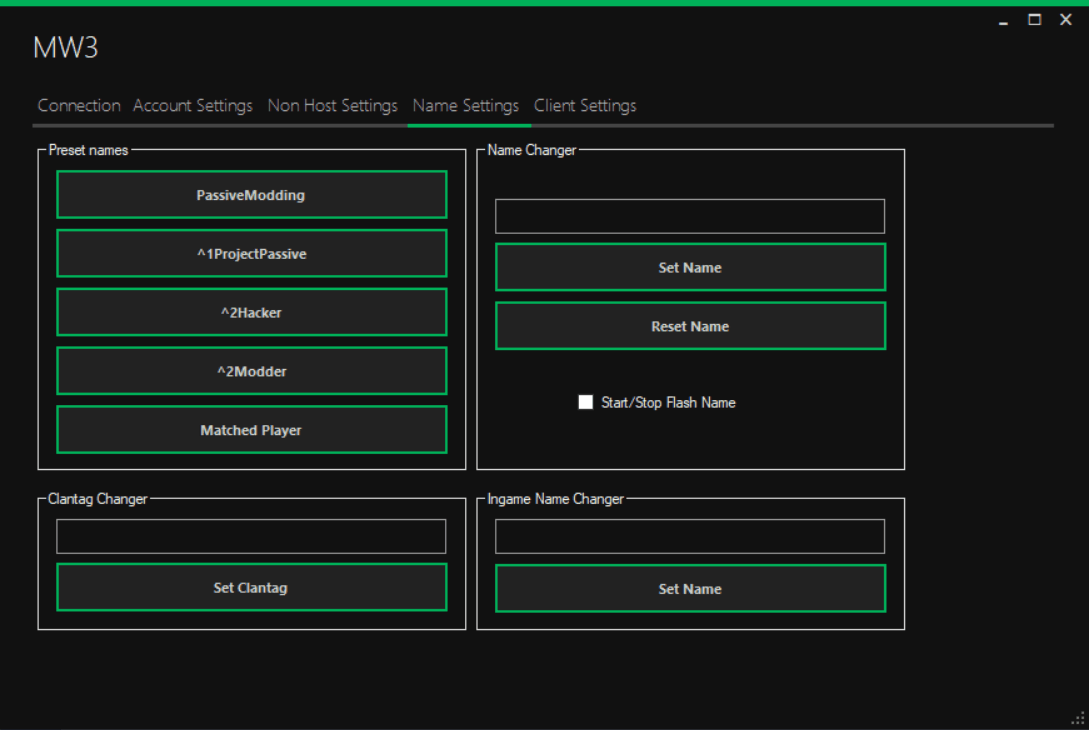 MW3
Connection Account Settings Non Host Settings Name Settings Client Settings
Preset names
PassiveModding
^1ProjectPassive
^2Hacker
^2Modder
Matched Player
Name Changer
Set Name
Reset Name
Start/Stop Flash Name
Clantag Changer
Set Clantag
Ingame Name Changer
Set Name